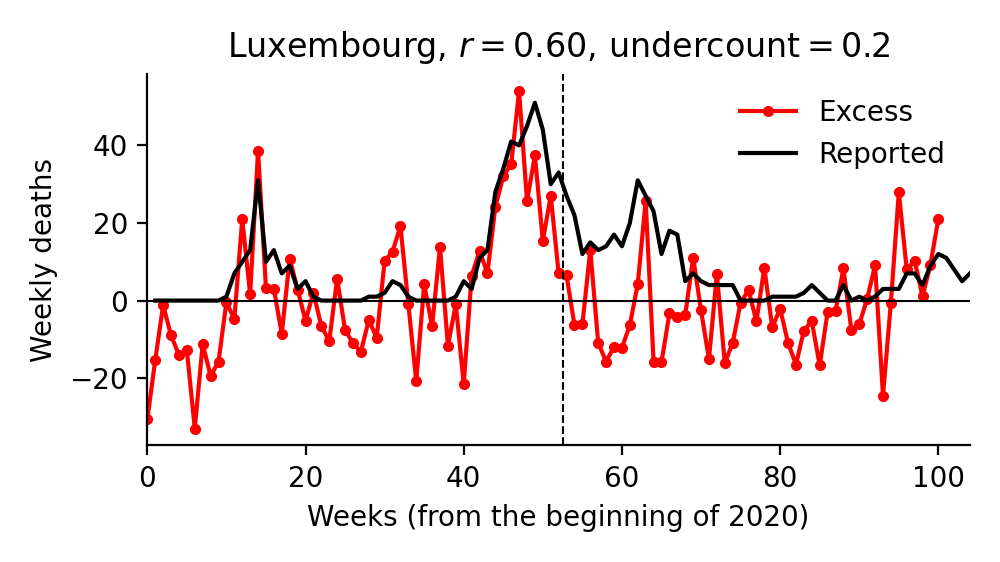 Luxembourg, r = 0.60, undercount = 0.2
Excess
Reported
Weekly deaths
40
20
0
−20
0 20 40 60 80 100
Weeks (from the beginning of 2020)